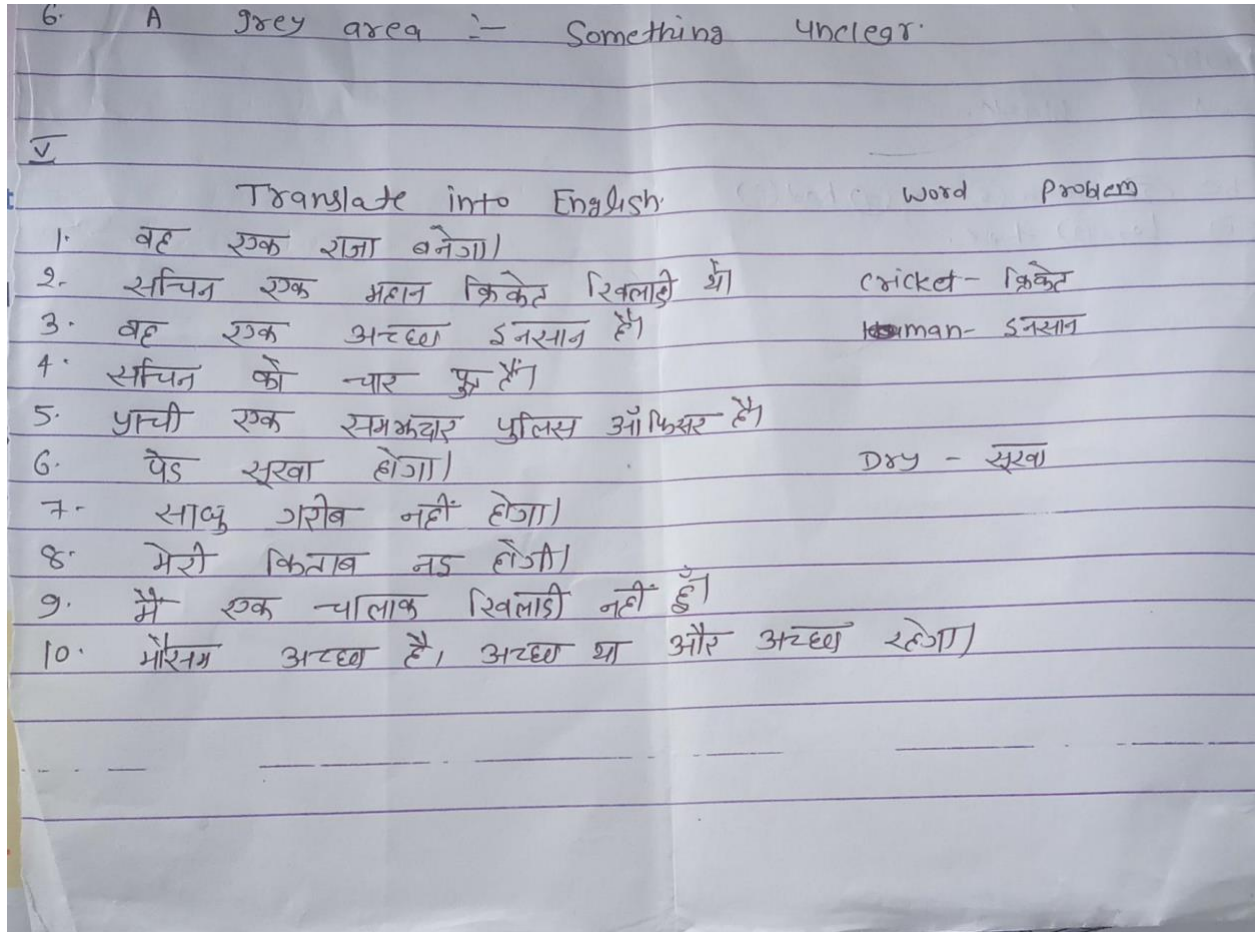 6. A grey area :- Something unclear.
V
Translate into English. Word Problem
1. वह एक राजा बनेगा।
2. सचिन एक महान क्रिकेट खिलाड़ी थे। Cricket - क्रिकेट
3. वह एक अच्छा इनसान है। Human - इनसान
4. सचिन को चार पुत्र हैं।
5. प्राची एक समझदार पुलिस ऑफिसर है।
6. पेड सूखा होगा। Dry - सूखा
7. साधु गरीब नहीं होगा।
8. मेरी किताब नइ होगी।
9. मैं एक चालाक खिलाडी नहीं हूँ।
10. मौसम अच्छा है, अच्छा था और अच्छा रहेगा।